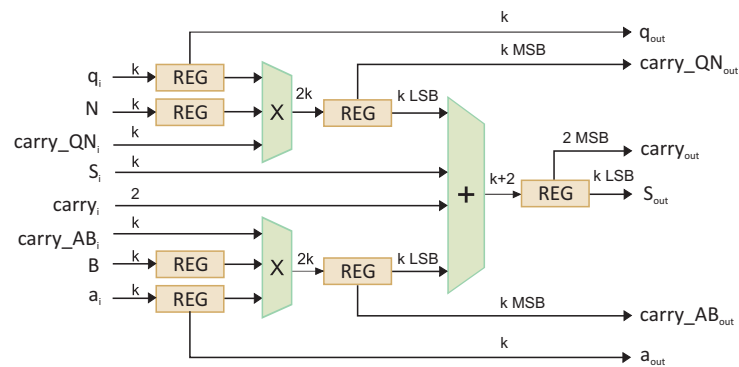 k
q_out
k MSB
carry_QN_out
q_i k REG
X
2k
REG
k LSB
N k REG
carry_QN_i k
S_i k
carry_i 2
+
k+2
REG
2 MSB
carry_out
k LSB
S_out
carry_AB_i k
B k REG
X
2k
REG
k LSB
a_i k REG
k MSB
carry_AB_out
k
a_out